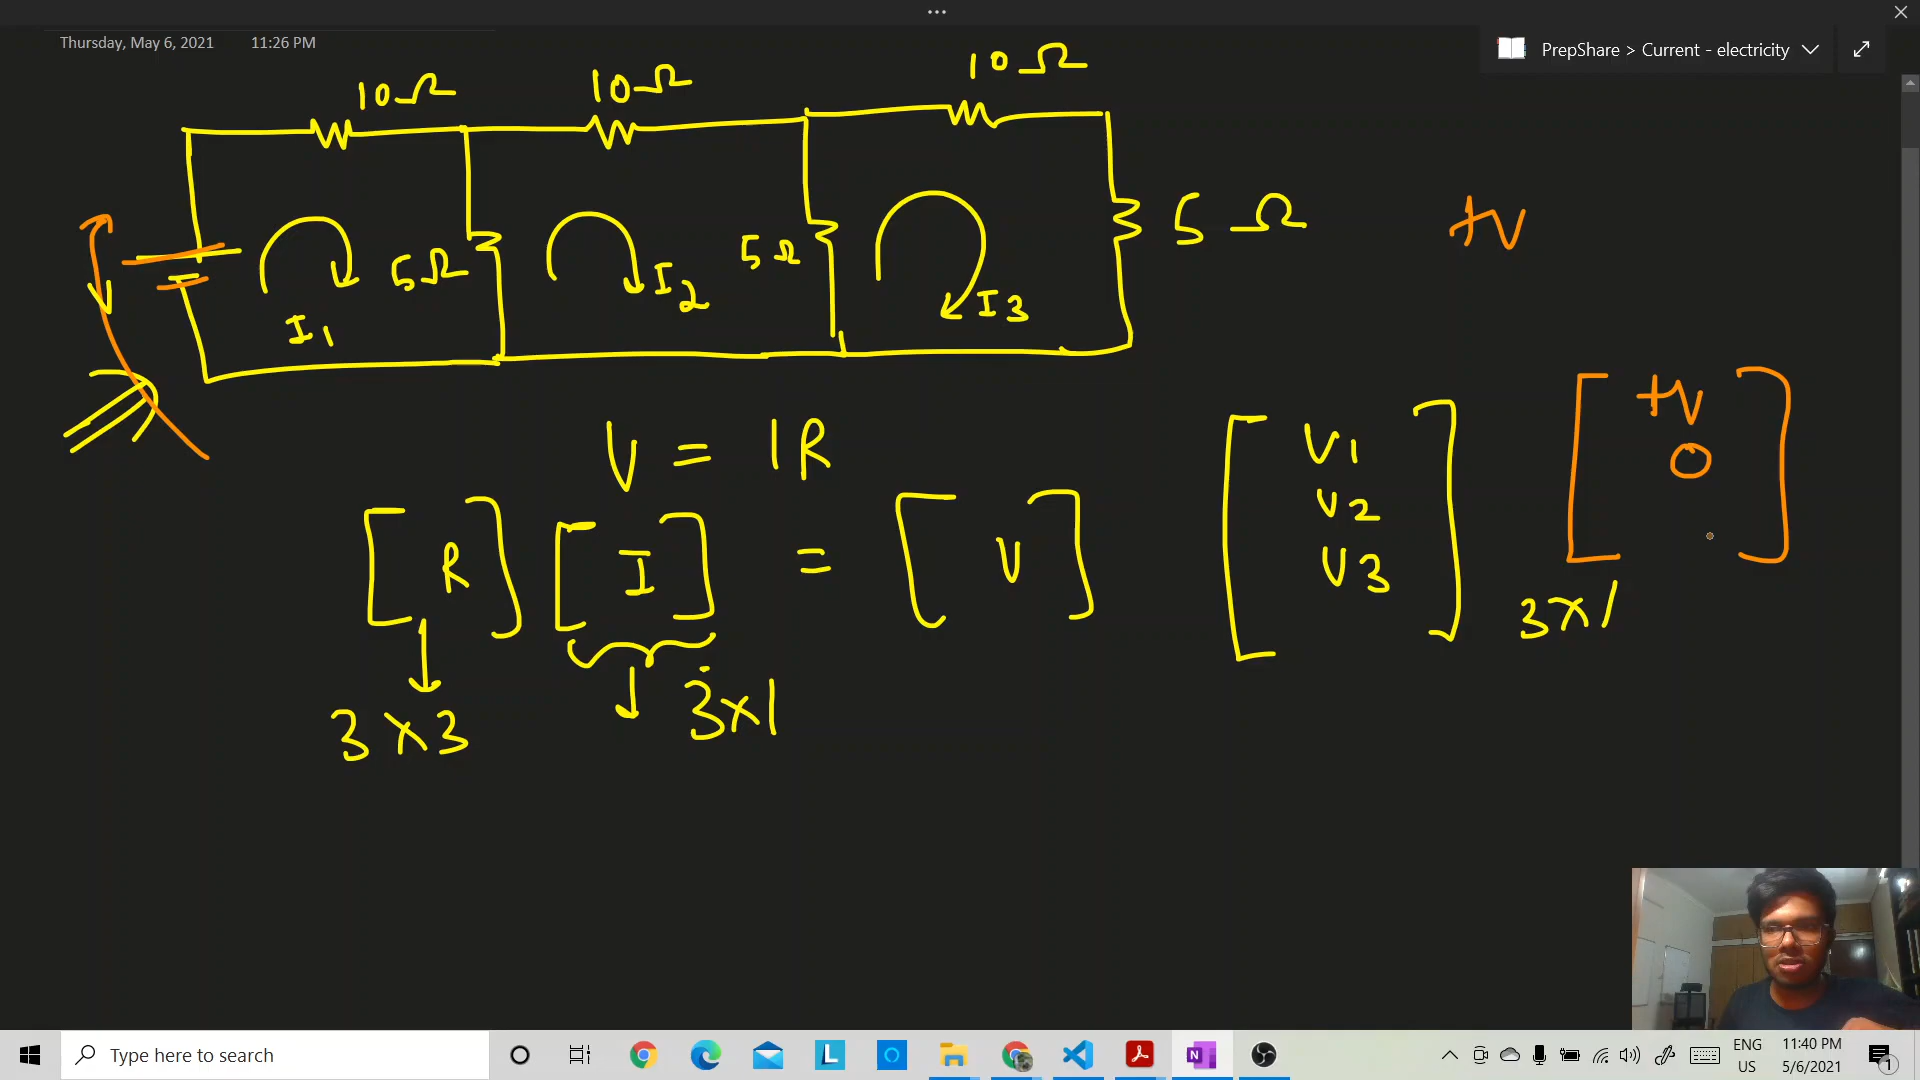 Thursday, May 6, 2021 11:26 PM
PrepShare > Current - electricity
10Ω 10Ω 10Ω
5Ω 5Ω 5Ω
I1 I2 I3
+V
V = IR
[R] [I] = [V]
3x3 3x1
V1
V2
V3
+V
0
3x1
Type here to search
L
ENG
US
11:40 PM
5/6/2021
1